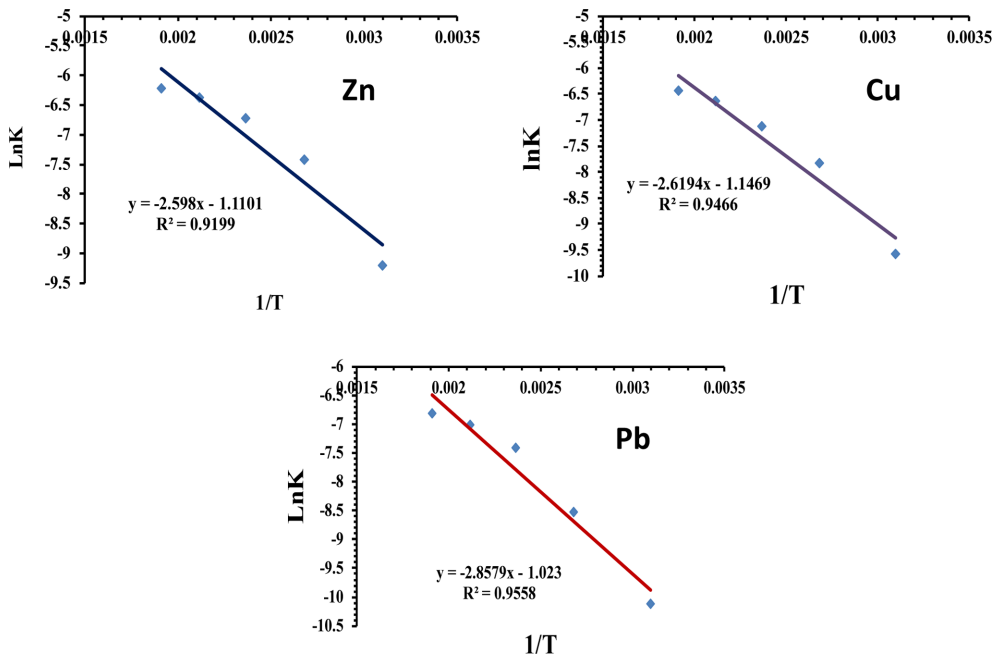 -5
-5.5
-6
-6.5
-7
-7.5
-8
-8.5
-9
-9.5
0.0015 0.002 0.0025 0.003 0.0035
Zn
LnK
y = -2.598x - 1.1101
R² = 0.9199
1/T
-5
-5.5
-6
-6.5
-7
-7.5
-8
-8.5
-9
-9.5
-10
0.0015 0.002 0.0025 0.003 0.0035
Cu
lnK
y = -2.6194x - 1.1469
R² = 0.9466
1/T
-6
-6.5
-7
-7.5
-8
-8.5
-9
-9.5
-10
-10.5
0.0015 0.002 0.0025 0.003 0.0035
Pb
LnK
y = -2.8579x - 1.023
R² = 0.9558
1/T